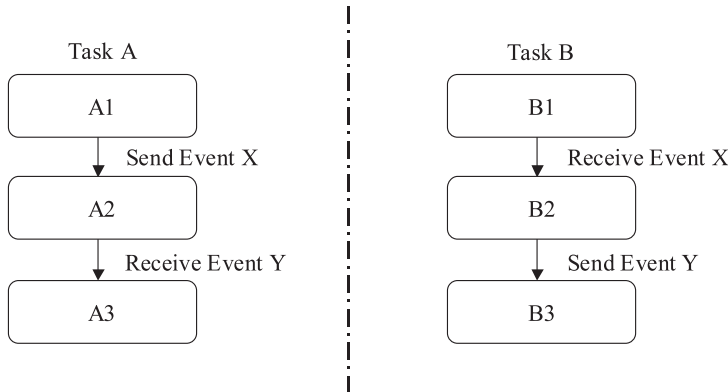 Task A
A1
Send Event X
A2
Receive Event Y
A3
Task B
B1
Receive Event X
B2
Send Event Y
B3